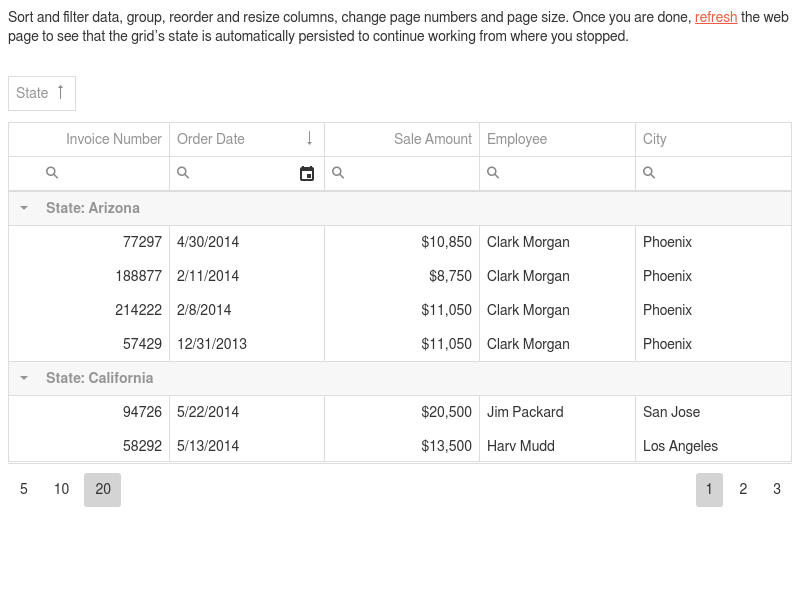 Sort and filter data, group, reorder and resize columns, change page numbers and page size. Once you are done, refresh the web
page to see that the grid's state is automatically persisted to continue working from where you stopped.
State
Invoice Number Order Date Sale Amount Employee City
State: Arizona
77297 4/30/2014 $10,850 Clark Morgan Phoenix
188877 2/11/2014 $8,750 Clark Morgan Phoenix
214222 2/8/2014 $11,050 Clark Morgan Phoenix
57429 12/31/2013 $11,050 Clark Morgan Phoenix
State: California
94726 5/22/2014 $20,500 Jim Packard San Jose
58292 5/13/2014 $13,500 Harv Mudd Los Angeles
5 10 20 1 2 3